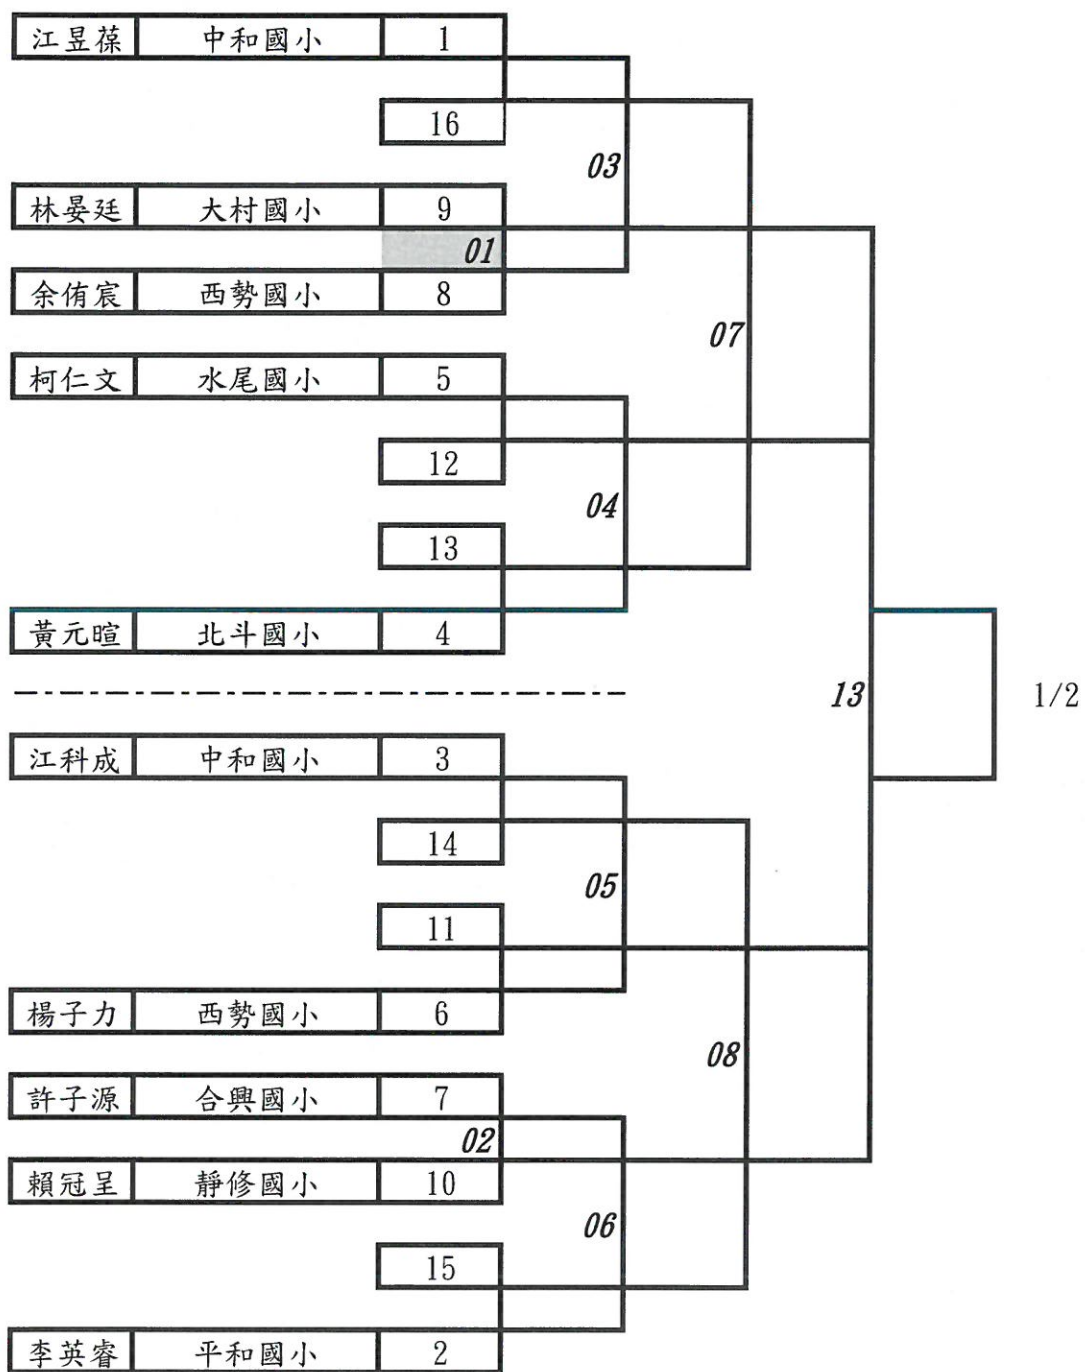 江昱葆 中和國小 1
16
03
林晏廷 大村國小 9
01
余侑宸 西勢國小 8
07
柯仁文 水尾國小 5
12
04
13
黃元暄 北斗國小 4
13 1/2
江科成 中和國小 3
14
05
11
楊子力 西勢國小 6
08
許子源 合興國小 7
02
賴冠呈 靜修國小 10
06
15
李英睿 平和國小 2